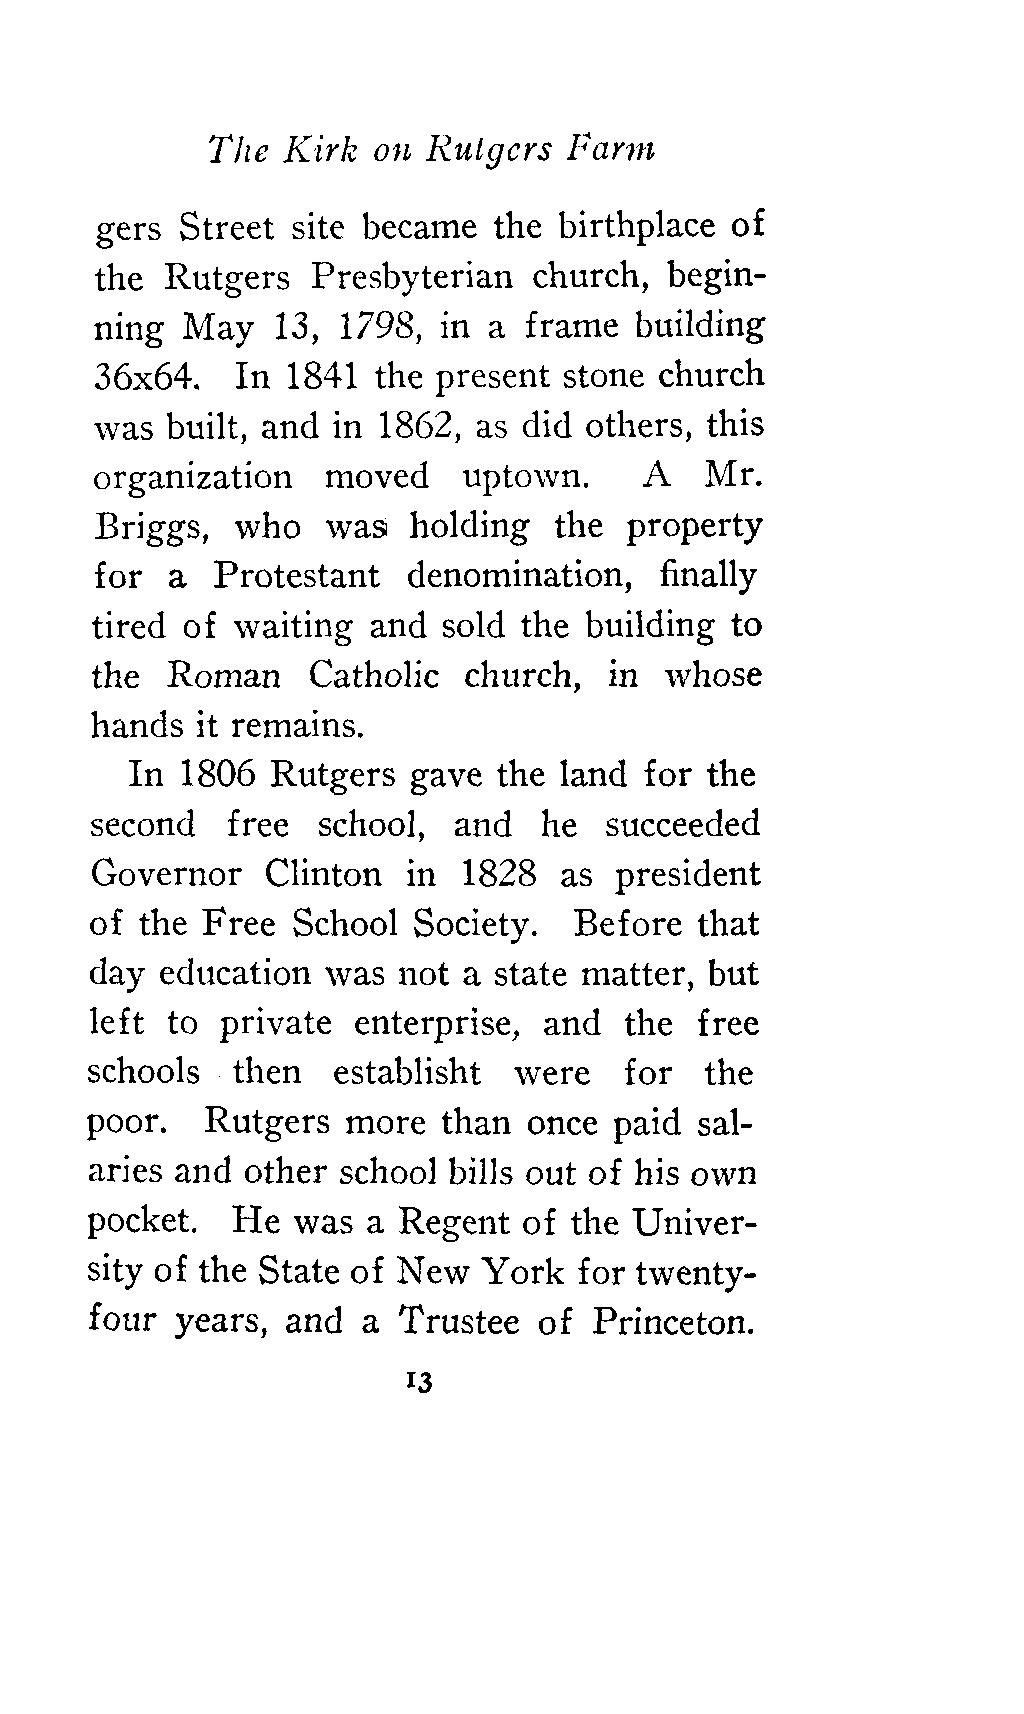 The Kirk on Rutgers Farm
gers Street site became the birthplace of
the Rutgers Presbyterian church, begin-
ning May 13, 1798, in a frame building
36x64. In 1841 the present stone church
was built, and in 1862, as did others, this
organization moved uptown. A Mr.
Briggs, who was holding the property
for a Protestant denomination, finally
tired of waiting and sold the building to
the Roman Catholic church, in whose
hands it remains.
In 1806 Rutgers gave the land for the
second free school, and he succeeded
Governor Clinton in 1828 as president
of the Free School Society. Before that
day education was not a state matter, but
left to private enterprise, and the free
schools then establisht were for the
poor. Rutgers more than once paid sal-
aries and other school bills out of his own
pocket. He was a Regent of the Univer-
sity of the State of New York for twenty-
four years, and a Trustee of Princeton.
13